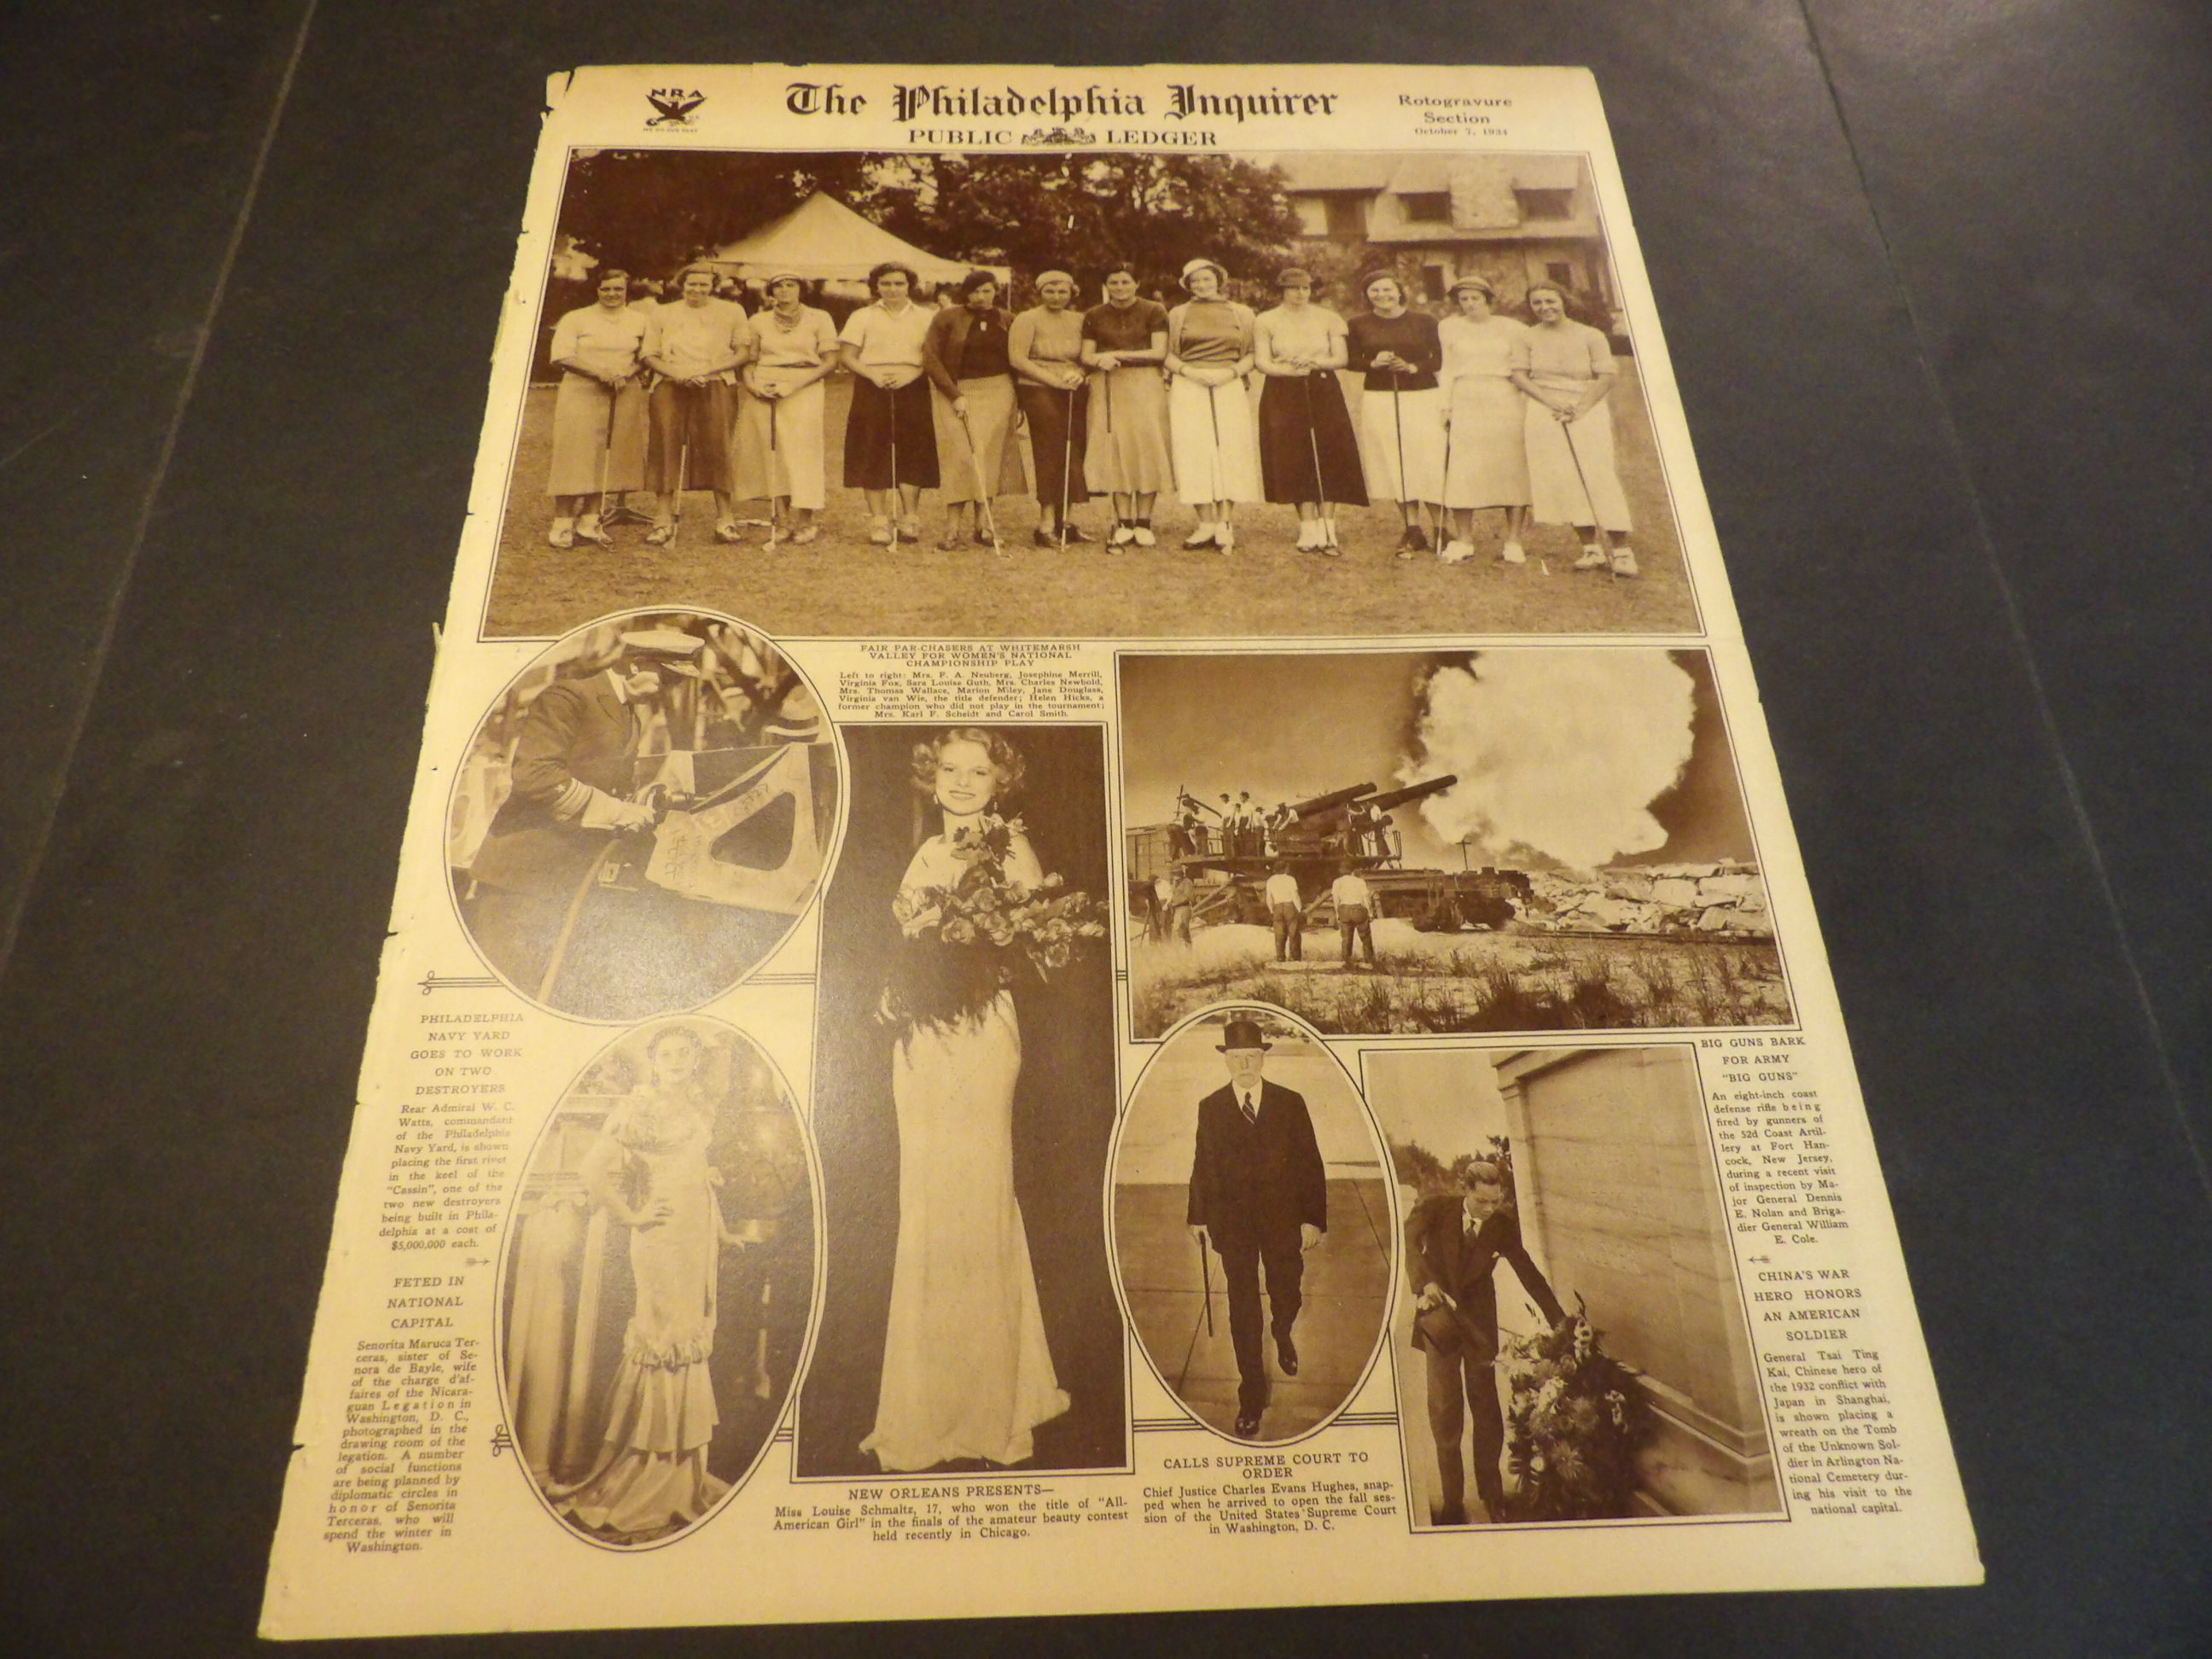 NRA
WE DO OUR PART
The Philadelphia Inquirer
PUBLIC LEDGER
Rotogravure
Section
October 7, 1934
FAIR PAR-CHASERS AT WHITEMARSH
VALLEY FOR WOMEN'S NATIONAL
CHAMPIONSHIP PLAY
Left to right: Mrs. F. A. Neuberg, Josephine Merrill,
Virginia Fox, Sara Louise Guth, Mrs. Charles Newbold,
Mrs. Thomas Wallace, Marion Miley, Jane Douglass,
Virginia van Wie, the title defender; Helen Hicks, a
former champion who did not play in the tournament;
Mrs. Karl F. Scheidt and Carol Smith.
PHILADELPHIA
NAVY YARD
GOES TO WORK
ON TWO
DESTROYERS
Rear Admiral W. C.
Watts, commandant
of the Philadelphia
Navy Yard, is shown
placing the first rivet
in the keel of the
"Cassin", one of the
two new destroyers
being built in Phila-
delphia at a cost of
$5,000,000 each.
FETED IN
NATIONAL
CAPITAL
Senorita Maruca Ter-
ceras, sister of Se-
nora de Bayle, wife
of the charge d'af-
faires of the Nicara-
guan Legation in
Washington, D. C.,
photographed in the
drawing room of the
legation. A number
of social functions
are being planned by
diplomatic circles in
honor of Senorita
Terceras, who will
spend the winter in
Washington.
NEW ORLEANS PRESENTS—
Miss Louise Schmaltz, 17, who won the title of "All-
American Girl" in the finals of the amateur beauty contest
held recently in Chicago.
CALLS SUPREME COURT TO
ORDER
Chief Justice Charles Evans Hughes, snap-
ped when he arrived to open the fall ses-
sion of the United States Supreme Court
in Washington, D. C.
BIG GUNS BARK
FOR ARMY
"BIG GUNS"
An eight-inch coast
defense rifle being
fired by gunners of
the 52d Coast Artil-
lery at Fort Han-
cock, New Jersey,
during a recent visit
of inspection by Ma-
jor General Dennis
E. Nolan and Briga-
dier General William
E. Cole.
CHINA'S WAR
HERO HONORS
AN AMERICAN
SOLDIER
General Tsai Ting
Kai, Chinese hero of
the 1932 conflict with
Japan in Shanghai,
is shown placing a
wreath on the Tomb
of the Unknown Sol-
dier in Arlington Na-
tional Cemetery dur-
ing his visit to the
national capital.